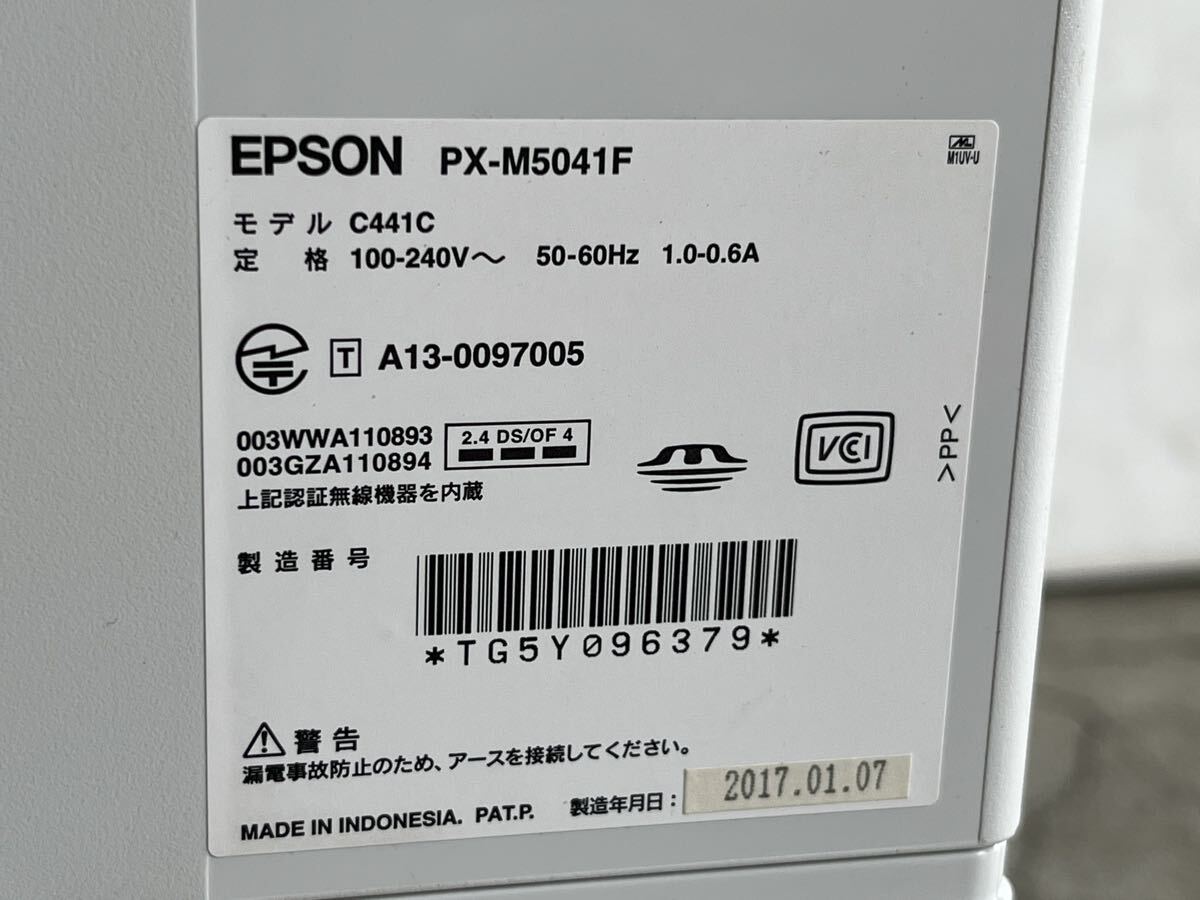 EPSON PX-M5041F
M1UV-U
モデル C441C
定格 100-240V～ 50-60Hz 1.0-0.6A
T A13-0097005
003WWA110893
003GZA110894
2.4 DS/OF 4
上記認証無線機器を内蔵
VCCI
>PP<
製造番号
*TG5Y096379*
警告
漏電事故防止のため、アースを接続してください。
MADE IN INDONESIA. PAT.P. 製造年月日： 2017.01.07